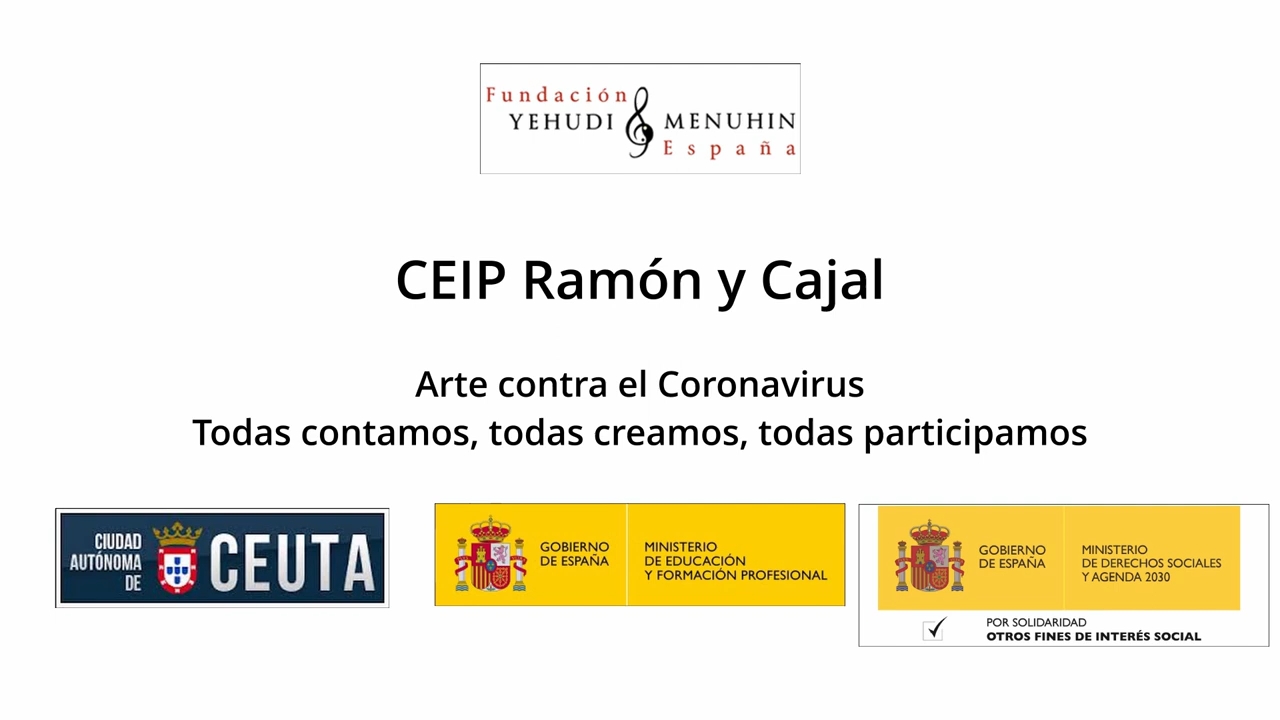 Fundación
YEHUDI MENUHIN
España
CEIP Ramón y Cajal
Arte contra el Coronavirus
Todas contamos, todas creamos, todas participamos
CIUDAD
AUTÓNOMA
DE
CEUTA
GOBIERNO
DE ESPAÑA
MINISTERIO
DE EDUCACIÓN
Y FORMACIÓN PROFESIONAL
GOBIERNO
DE ESPAÑA
MINISTERIO
DE DERECHOS SOCIALES
Y AGENDA 2030
POR SOLIDARIDAD
OTROS FINES DE INTERÉS SOCIAL